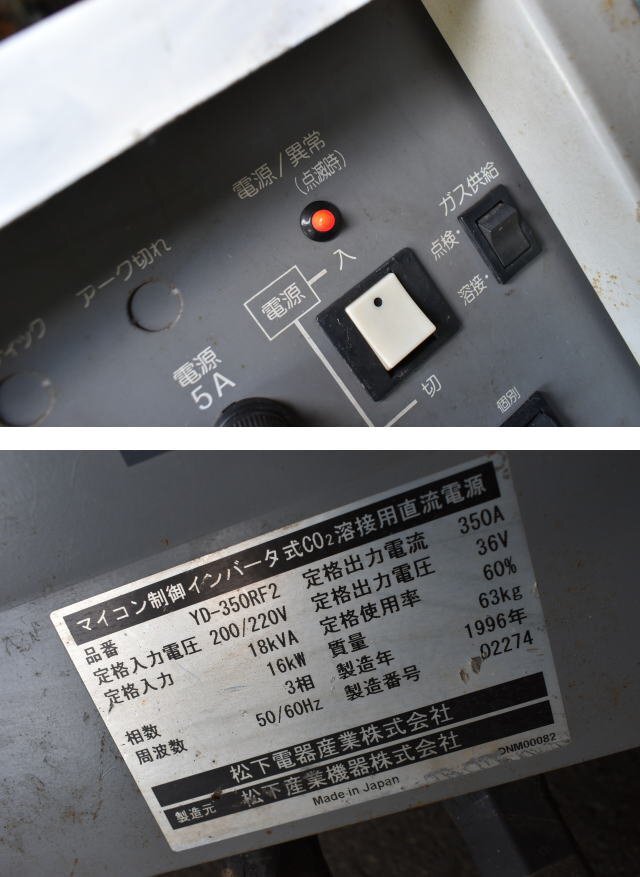 電源/異常
(点滅時)
ガス供給
点検・
溶接・
アーク切れ
ィック
電源
入
切
電源
5A
個別
マイコン制御インバータ式CO₂溶接用直流電源
品番 YD-350RF2
定格入力電圧 200/220V
定格入力 18kVA
16kW
相数 3相
周波数 50/60Hz
定格出力電流 350A
定格出力電圧 36V
定格使用率 60%
質量 63kg
製造年 1996年
製造番号 02274
松下電器産業株式会社
製造元 松下産業機器株式会社
Made in Japan
DNM00082